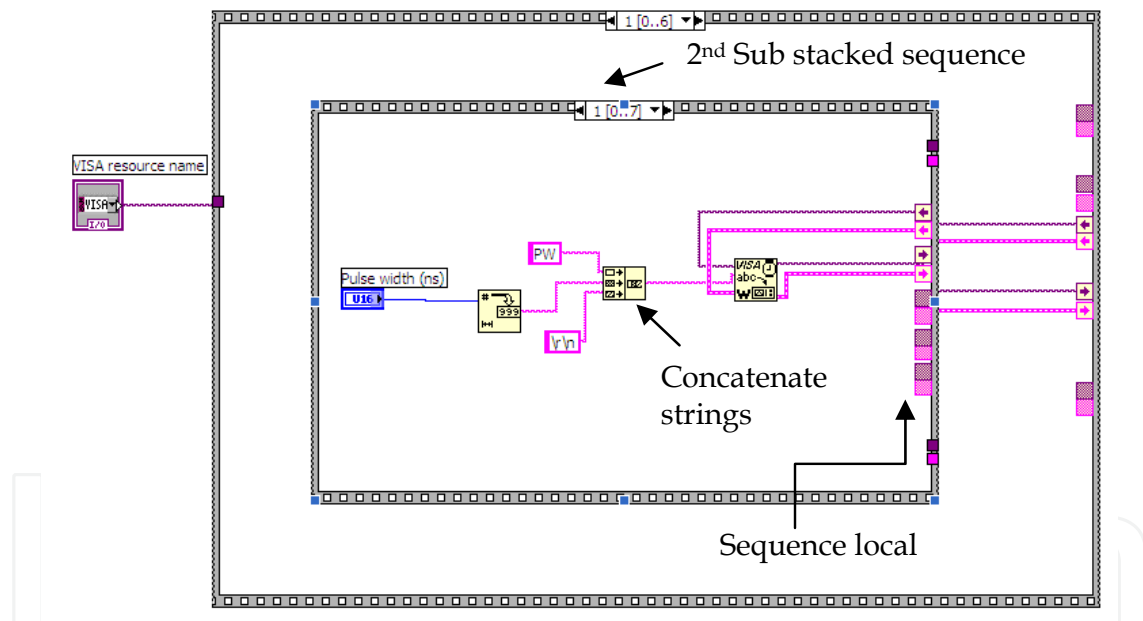 1 [0..6]
2nd Sub stacked sequence
1 [0..7]
VISA resource name
VISA
I/O
PW
VISA
abc
W
Pulse width (ns)
U16
#
999
\r\n
Concatenate
strings
Sequence local